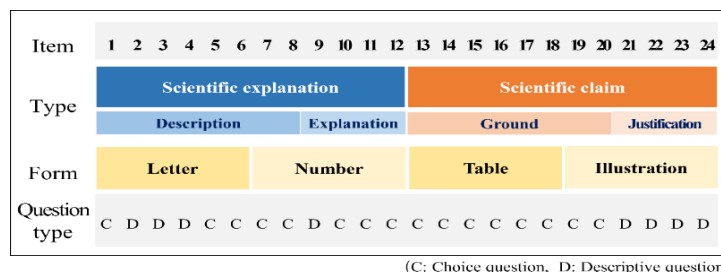 Item 1 2 3 4 5 6 7 8 9 10 11 12 13 14 15 16 17 18 19 20 21 22 23 24
Type Scientific explanation Scientific claim
Description Explanation Ground Justification
Form Letter Number Table Illustration
Question
type C D D D C C C C D C C C C C C C C C C C D D D D
(C: Choice question, D: Descriptive question